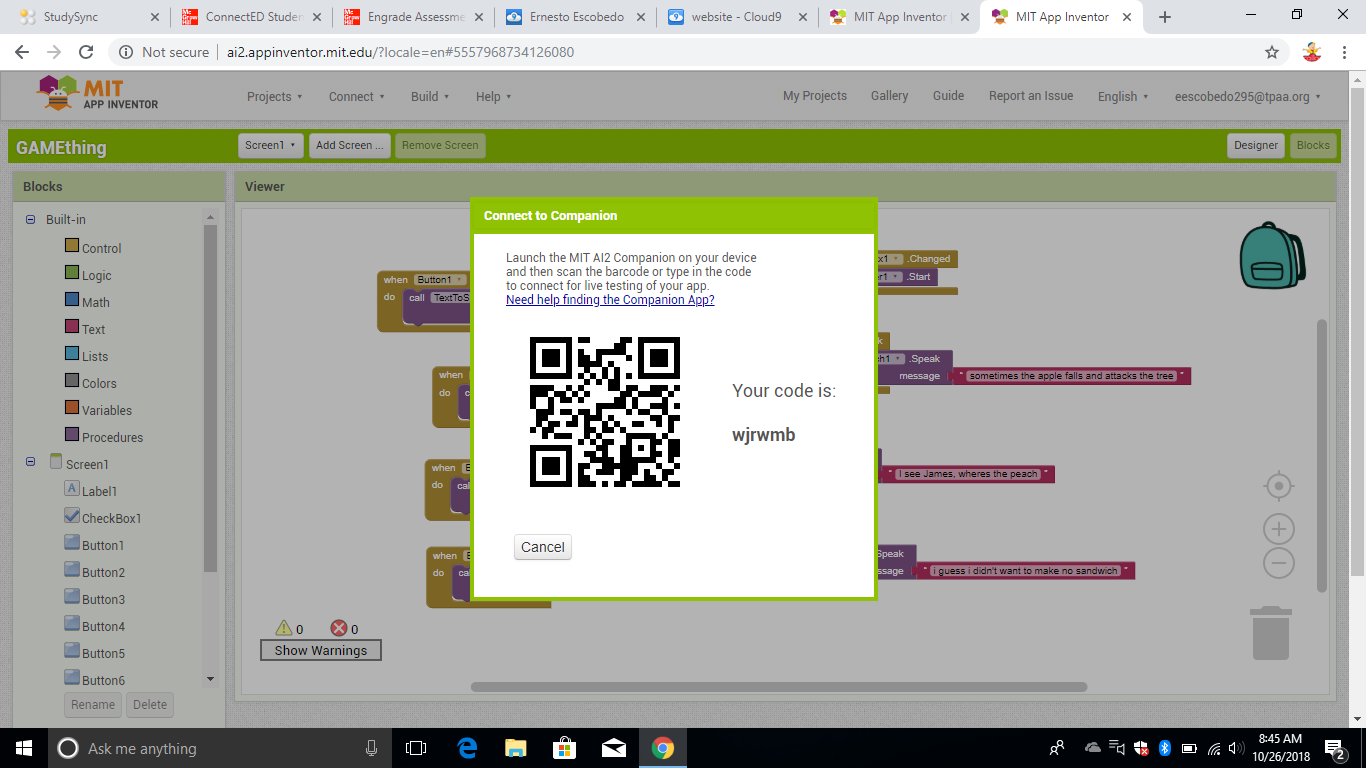 StudySync
ConnectED Studen
Engrade Assessme
Ernesto Escobedo
website - Cloud9
MIT App Inventor
MIT App Inventor
Not secure | ai2.appinventor.mit.edu/?locale=en#5557968734126080
MIT
APP INVENTOR
Projects
Connect
Build
Help
My Projects
Gallery
Guide
Report an Issue
English
eescobedo295@tpaa.org
GAMEthing
Screen1
Add Screen ...
Remove Screen
Designer
Blocks
Blocks
Built-in
Control
Logic
Math
Text
Lists
Colors
Variables
Procedures
Screen1
Label1
CheckBox1
Button1
Button2
Button3
Button4
Button5
Button6
Rename
Delete
Viewer
when Button1
do call TextToS
when
do c
when B
do cal
when B
do cal
Connect to Companion
Launch the MIT AI2 Companion on your device
and then scan the barcode or type in the code
to connect for live testing of your app.
Need help finding the Companion App?
Your code is:
wjrwmb
Cancel
x1 .Changed
r1 .Start
k
ch1 .Speak
message " sometimes the apple falls and attacks the tree "
" I see James, wheres the peach "
Speak
ssage " i guess i didn't want to make no sandwich "
0 0
Show Warnings
Ask me anything
8:45 AM
10/26/2018
2